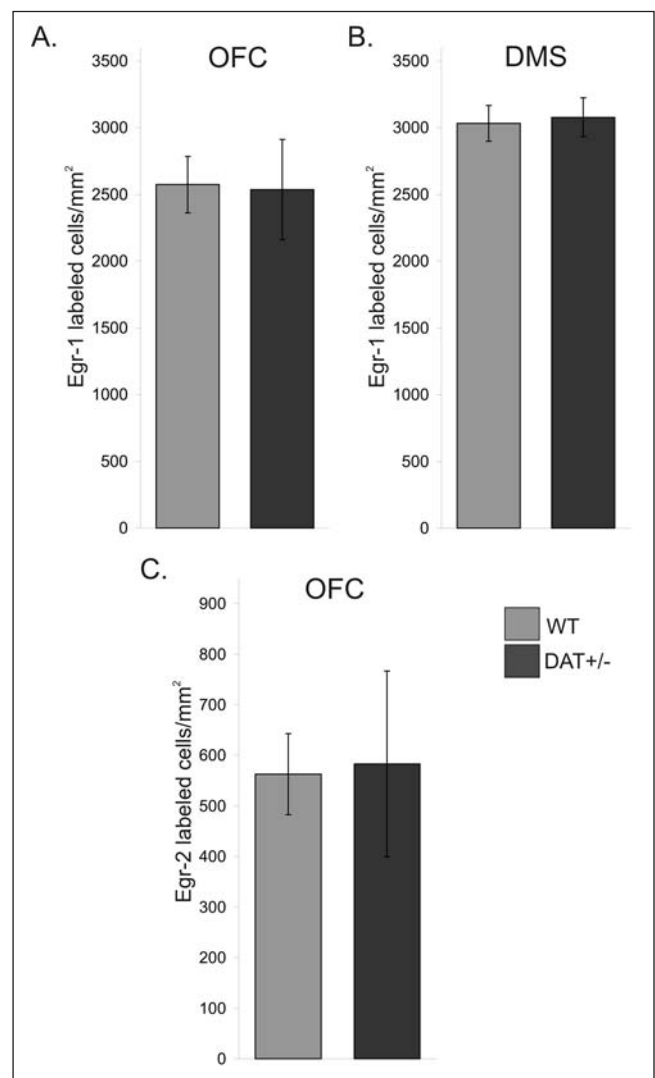 A.
OFC
Egr-1 labeled cells/mm²
3500
3000
2500
2000
1500
1000
500
0
B.
DMS
Egr-1 labeled cells/mm²
3500
3000
2500
2000
1500
1000
500
0
C.
OFC
Egr-2 labeled cells/mm²
900
800
700
600
500
400
300
200
100
0
WT
DAT+/-